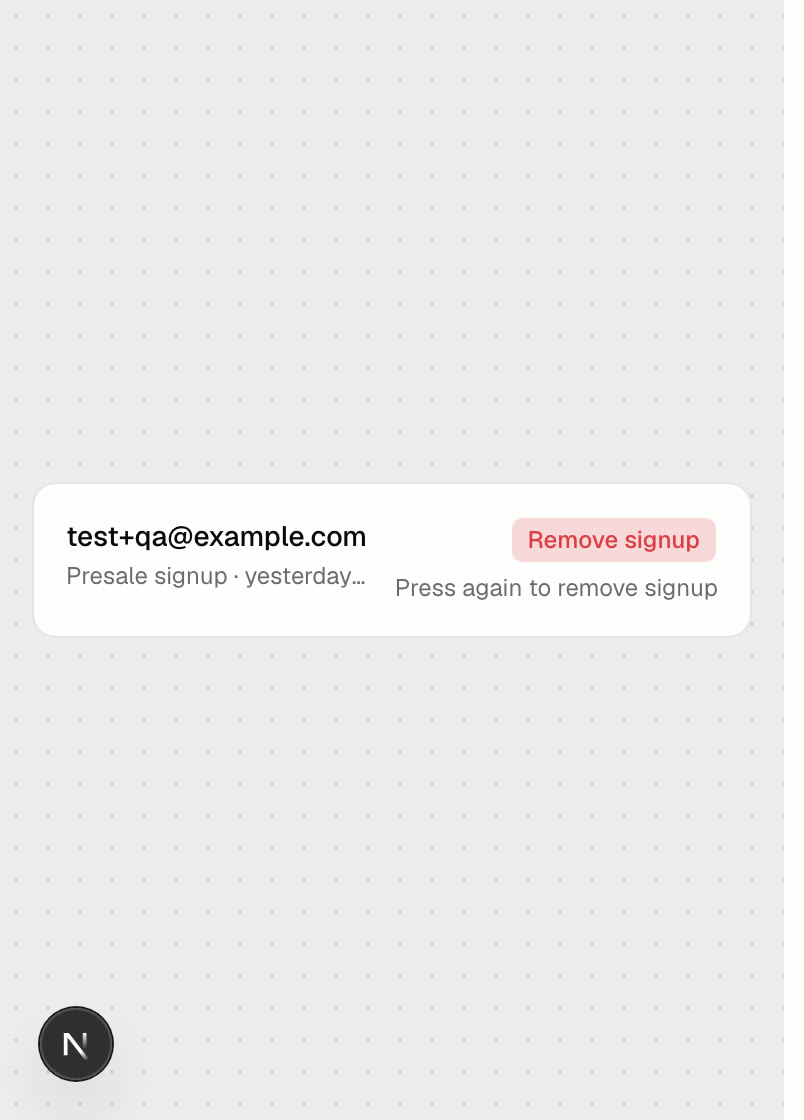 test+qa@example.com
Presale signup · yesterday…
Remove signup
Press again to remove signup
N